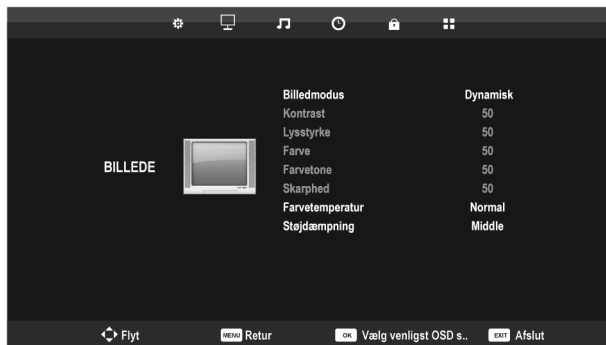 Billedmodus Dynamisk
Kontrast 50
Lysstyrke 50
Farve 50
BILLEDE
Farvetone 50
Skarphed 50
Farvetemperatur Normal
Støjdæmpning Middle
Flyt MENU Retur OK Vælg venligst OSD s.. EXIT Afslut